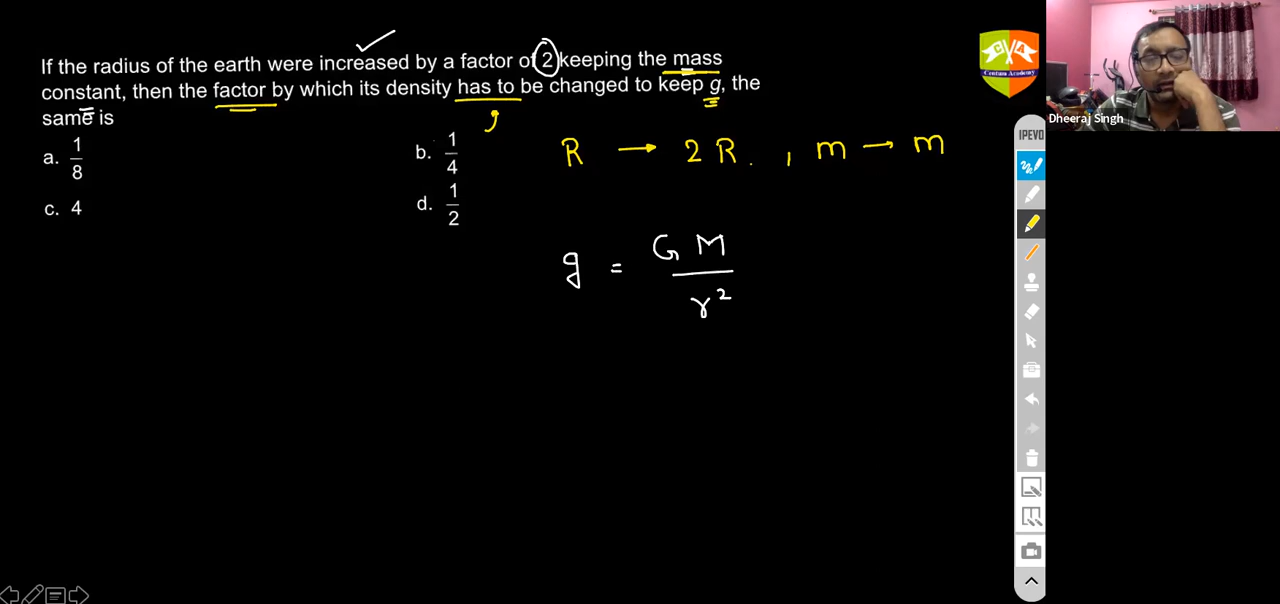 If the radius of the earth were increased by a factor of 2 keeping the mass
constant, then the factor by which its density has to be changed to keep g, the
same is
a. 1/8
b. 1/4
c. 4
d. 1/2
R → 2R. , m → m
g = GM/r²
Centum Academy
Dheeraj Singh
IPEVO